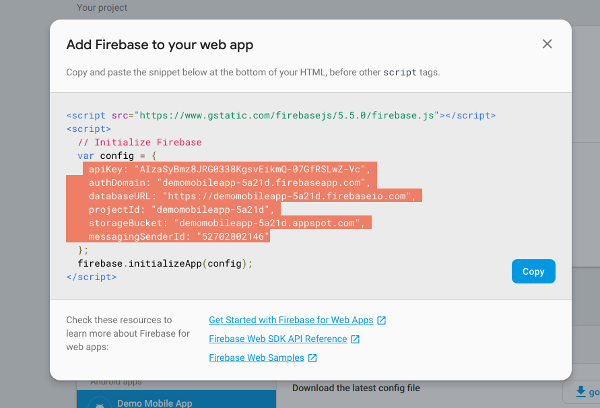 Your project
Add Firebase to your web app
Copy and paste the snippet below at the bottom of your HTML, before other script tags.
<script src="https://www.gstatic.com/firebasejs/5.5.0/firebase.js"></script>
<script>
// Initialize Firebase
var config = {
apiKey: "AIzaSyBmz8JRG0338KgsvEikmQ-07GfRSLwZ-Vc",
authDomain: "demomobileapp-5a21d.firebaseapp.com",
databaseURL: "https://demomobileapp-5a21d.firebaseio.com",
projectId: "demomobileapp-5a21d",
storageBucket: "demomobileapp-5a21d.appspot.com",
messagingSenderId: "52702802146"
};
firebase.initializeApp(config);
</script>
Copy
Check these resources to
learn more about Firebase for
web apps:
Get Started with Firebase for Web Apps
Firebase Web SDK API Reference
Firebase Web Samples
Android apps
Demo Mobile App
Download the latest config file
go